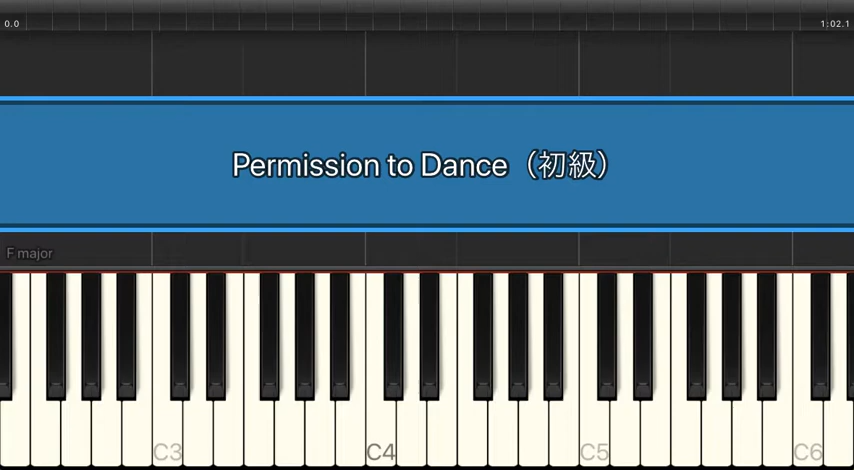 0.0 1:02.1
Permission to Dance（初級）
F major
C3 C4 C5 C6